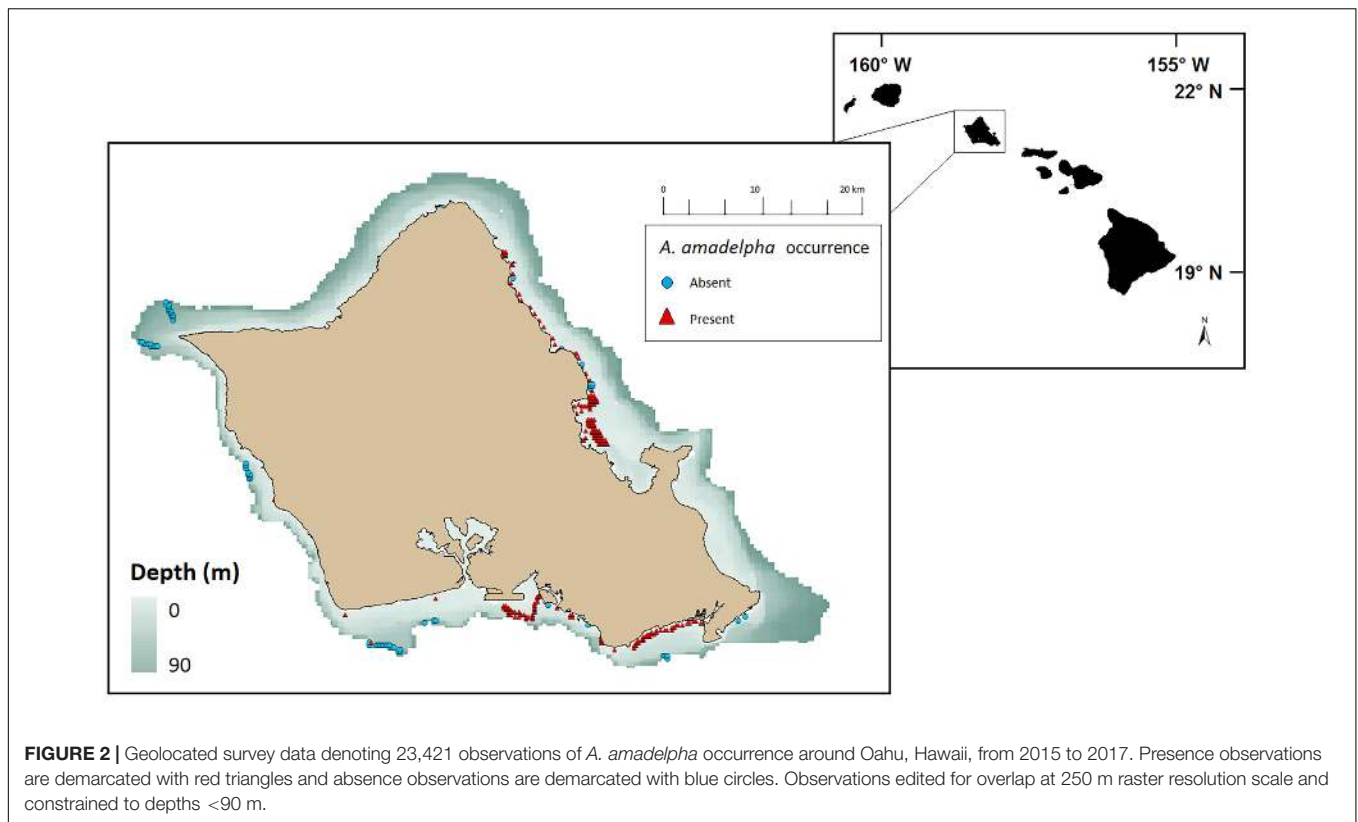 160° W
155° W
22° N
19° N
N
0 10 20 km
A. amadelpha occurrence
Absent
Present
Depth (m)
0
90
FIGURE 2 | Geolocated survey data denoting 23,421 observations of A. amadelpha occurrence around Oahu, Hawaii, from 2015 to 2017. Presence observations
are demarcated with red triangles and absence observations are demarcated with blue circles. Observations edited for overlap at 250 m raster resolution scale and
constrained to depths <90 m.